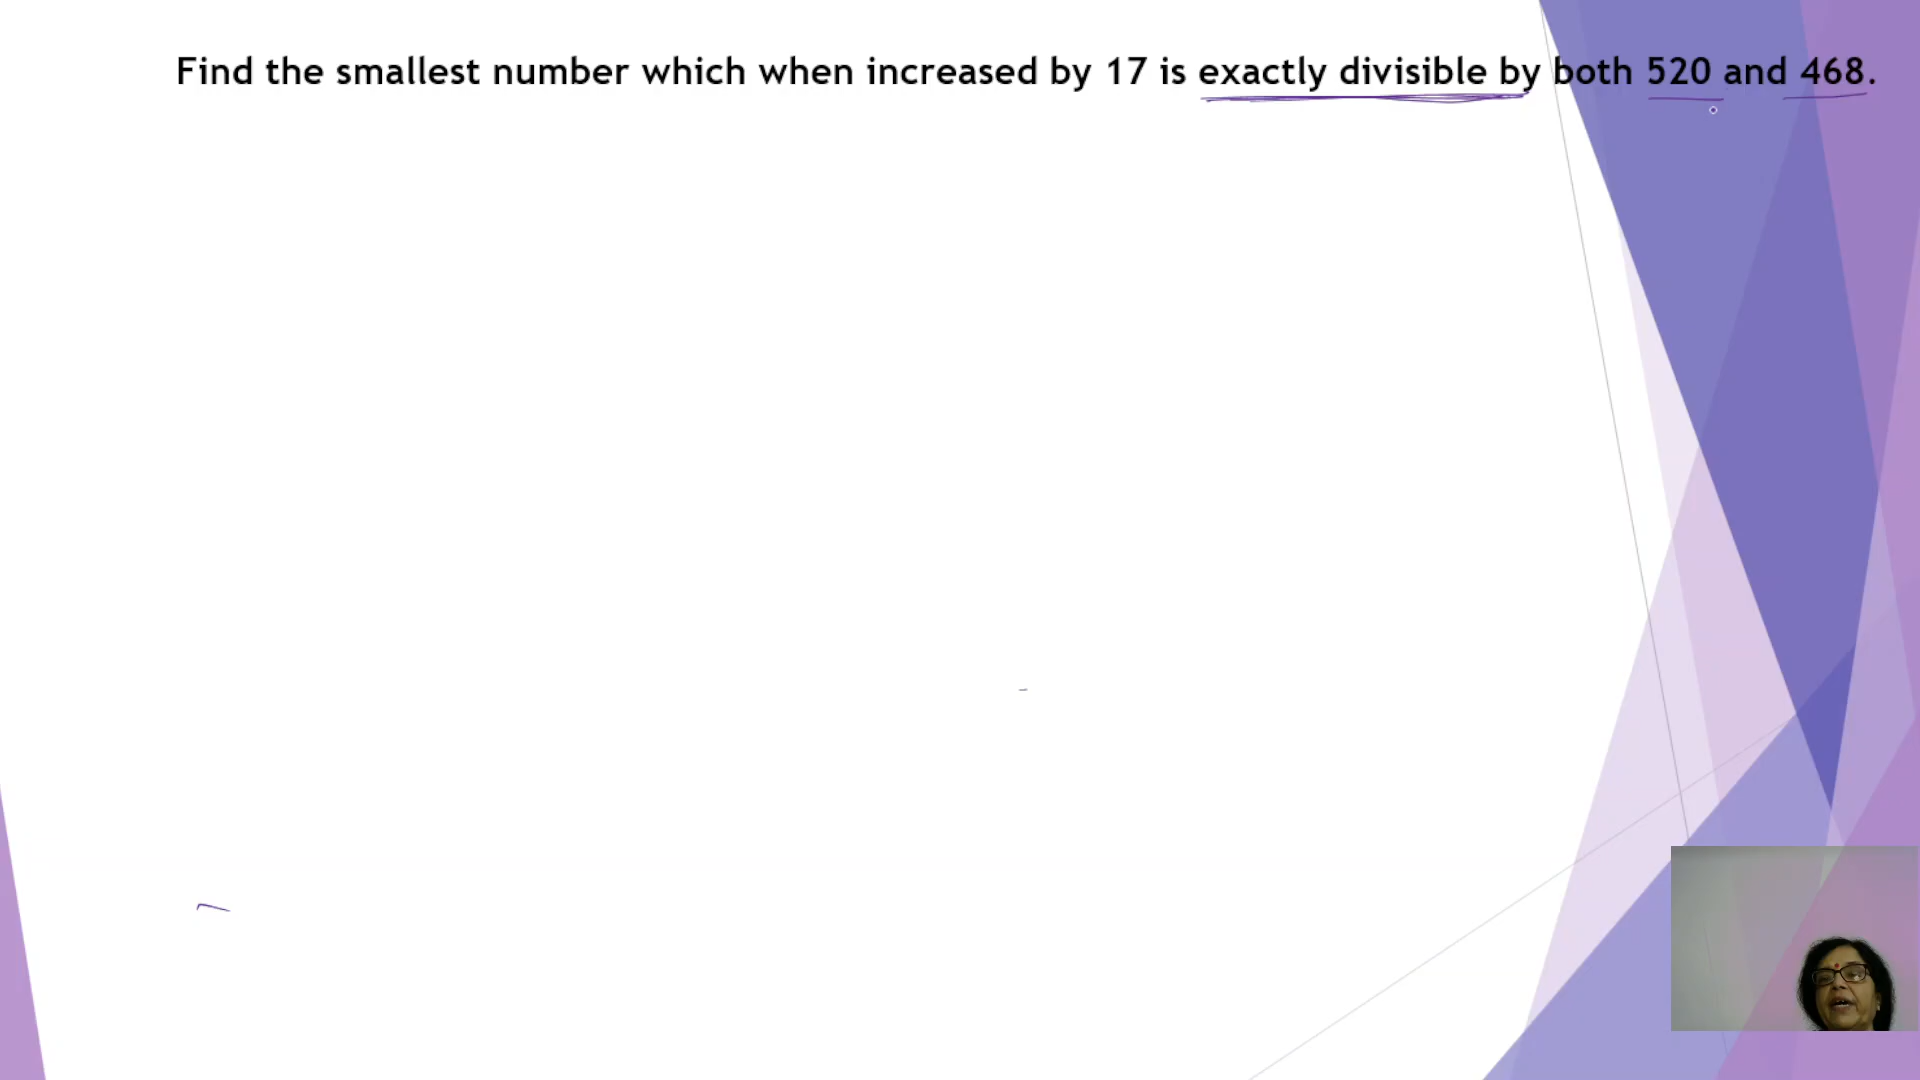 Find the smallest number which when increased by 17 is exactly divisible by both 520 and 468.